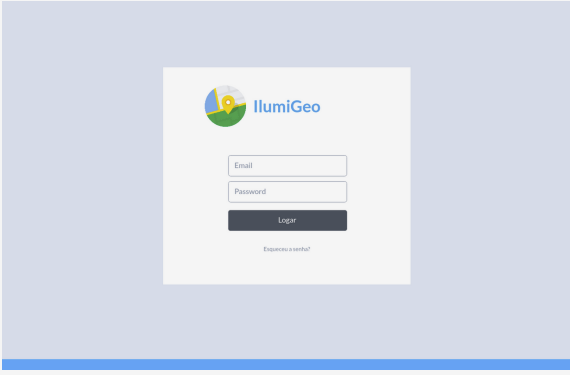 IlumiGeo
Email
Password
Logar
Esqueceu a senha?